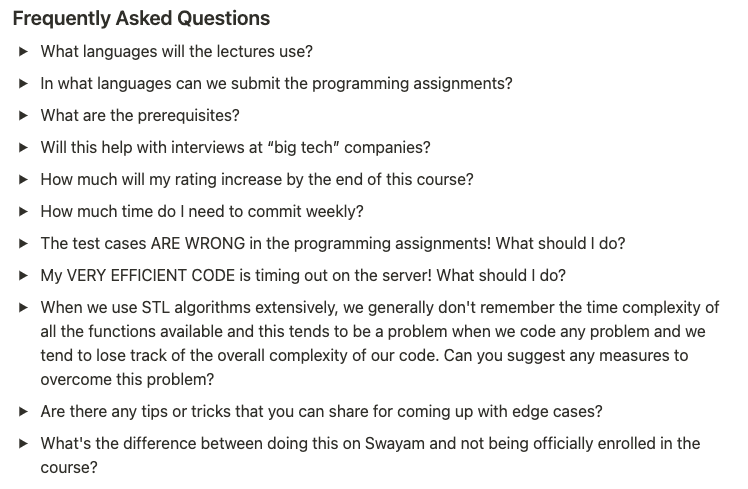 Frequently Asked Questions
What languages will the lectures use?
In what languages can we submit the programming assignments?
What are the prerequisites?
Will this help with interviews at “big tech” companies?
How much will my rating increase by the end of this course?
How much time do I need to commit weekly?
The test cases ARE WRONG in the programming assignments! What should I do?
My VERY EFFICIENT CODE is timing out on the server! What should I do?
When we use STL algorithms extensively, we generally don't remember the time complexity of
all the functions available and this tends to be a problem when we code any problem and we
tend to lose track of the overall complexity of our code. Can you suggest any measures to
overcome this problem?
Are there any tips or tricks that you can share for coming up with edge cases?
What's the difference between doing this on Swayam and not being officially enrolled in the
course?